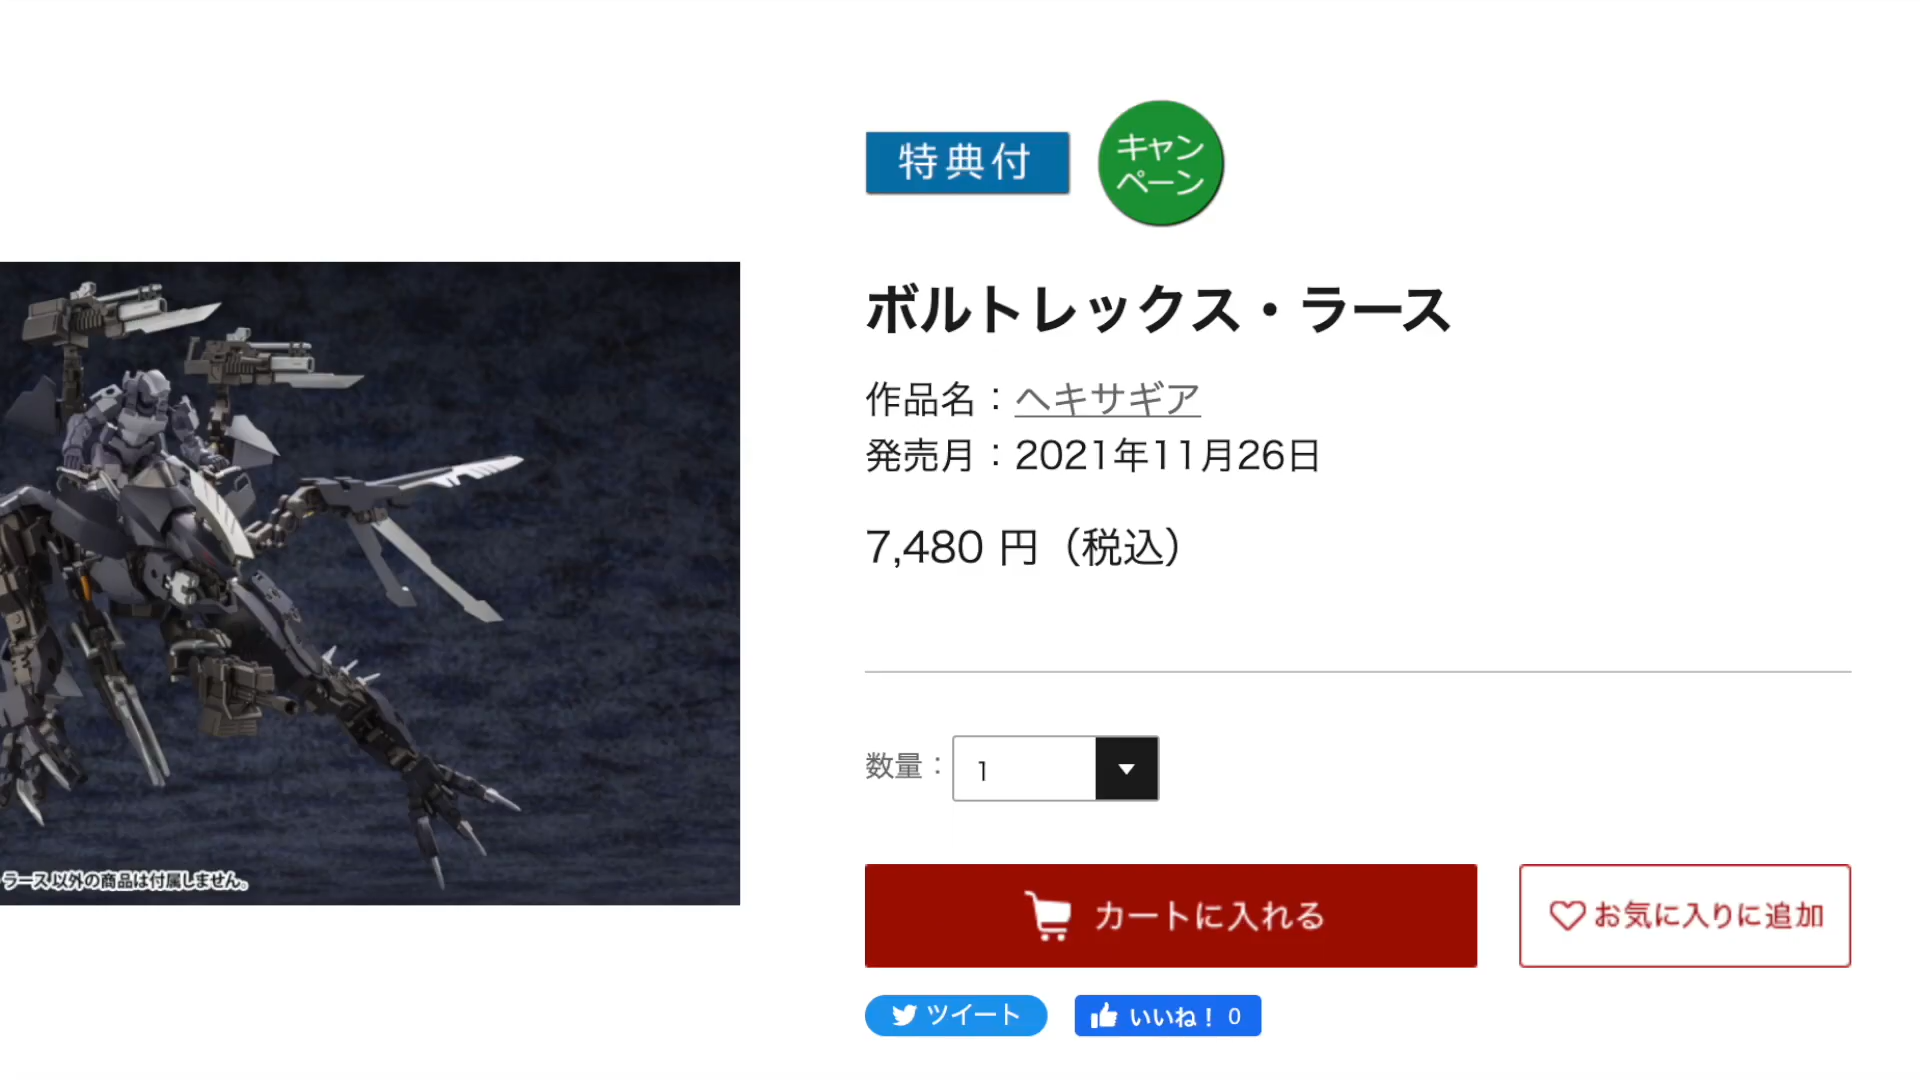 特典付
キャン
ペーン
ボルトレックス・ラース
作品名：ヘキサギア
発売月：2021年11月26日
7,480 円（税込）
数量： 1
カートに入れる
お気に入りに追加
ツイート
いいね！ 0
ラース以外の商品は付属しません。